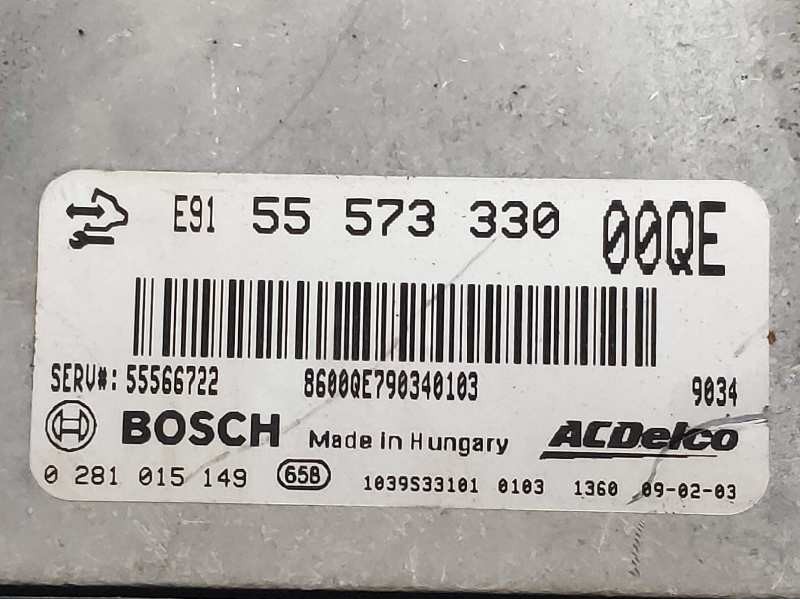 E91 55 573 330 00QE
SERV#: 55566722 8600QE790340103 9034
BOSCH Made in Hungary ACDelco
0 281 015 149 658 1039S33101 0103 1360 09-02-03